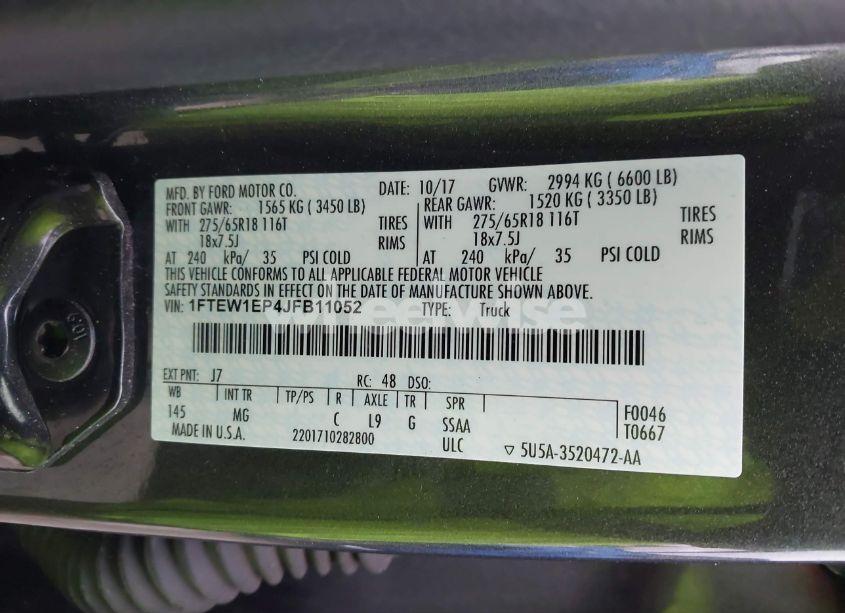 MFD. BY FORD MOTOR CO. DATE: 10/17 GVWR: 2994 KG ( 6600 LB)
FRONT GAWR: 1565 KG ( 3450 LB) REAR GAWR: 1520 KG ( 3350 LB)
WITH 275/65R18 116T TIRES WITH 275/65R18 116T TIRES
18x7.5J RIMS 18x7.5J RIMS
AT 240 kPa/ 35 PSI COLD AT 240 kPa/ 35 PSI COLD
THIS VEHICLE CONFORMS TO ALL APPLICABLE FEDERAL MOTOR VEHICLE
SAFETY STANDARDS IN EFFECT ON THE DATE OF MANUFACTURE SHOWN ABOVE.
VIN: 1FTEW1EP4JFB11052 TYPE: Truck
wheelwise
EXT PNT: J7 RC: 48 DSO:
WB INT TR TP/PS R AXLE TR SPR
145 MG C L9 G SSAA F0046
MADE IN U.S.A. 2201710282800 ULC T0667
▽ 5U5A-3520472-AA
10.9